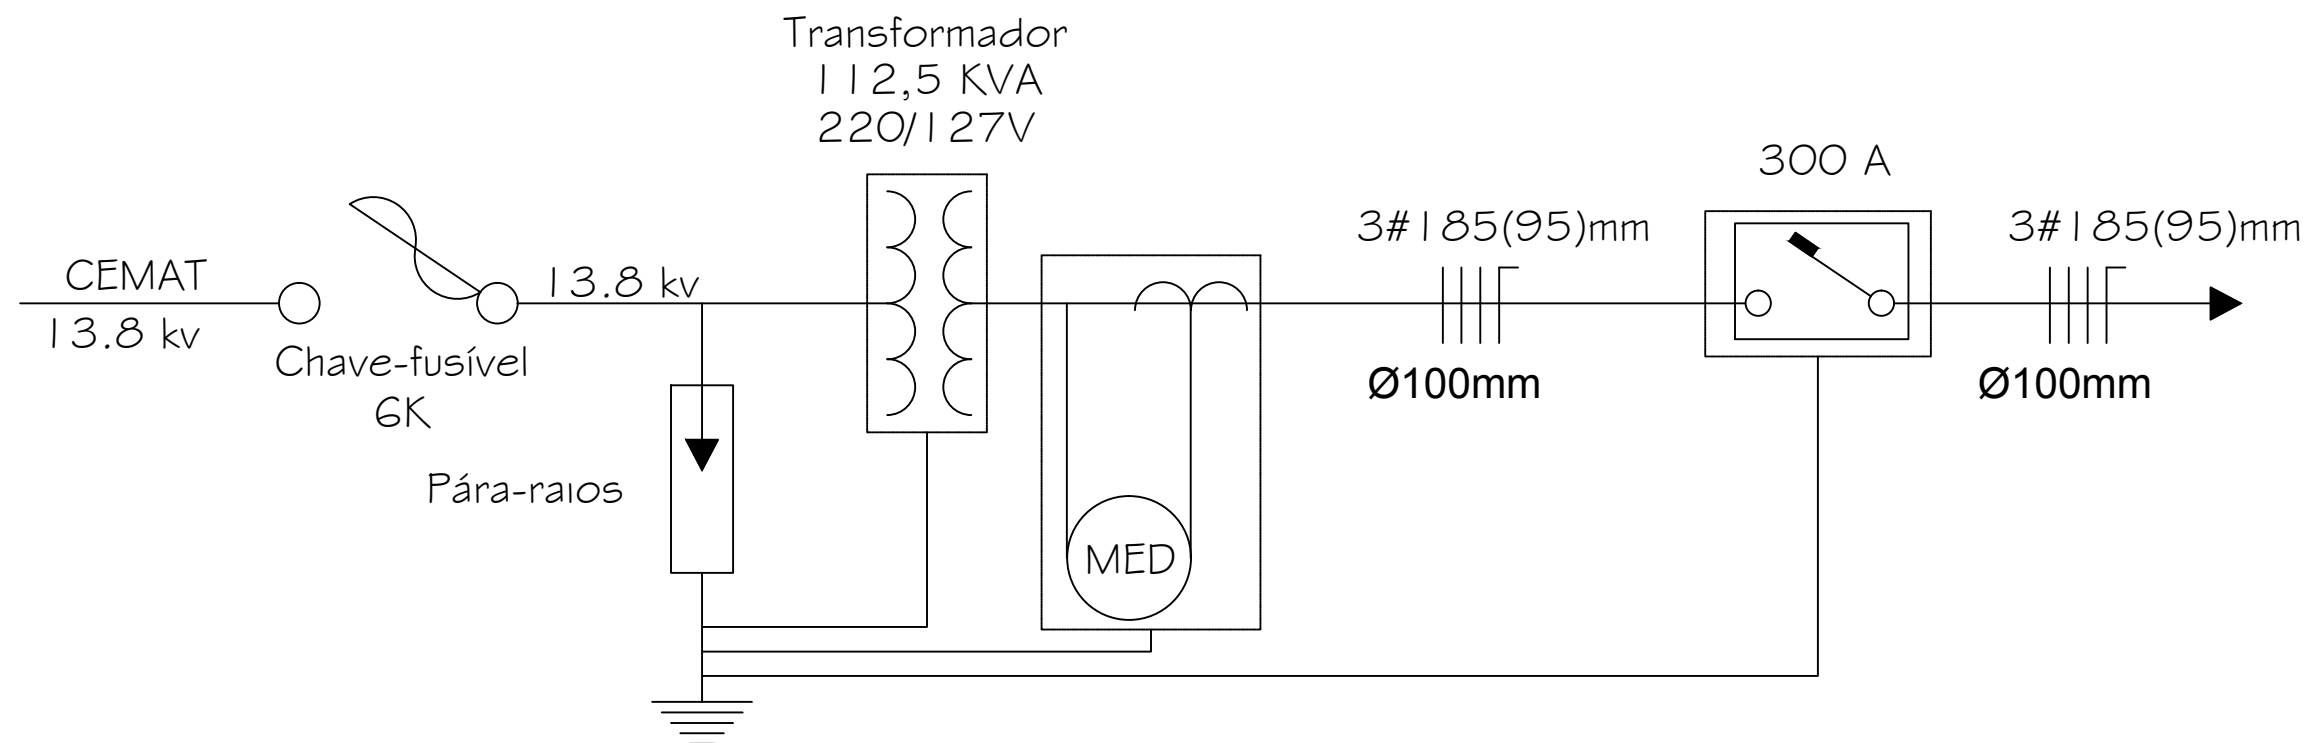 Transformador
112,5 KVA
220/127V
300 A
3#185(95)mm
3#185(95)mm
CEMAT
13.8 kv
13.8 kv
Chave-fusível
6K
Ø100mm
Ø100mm
Pára-raios
MED